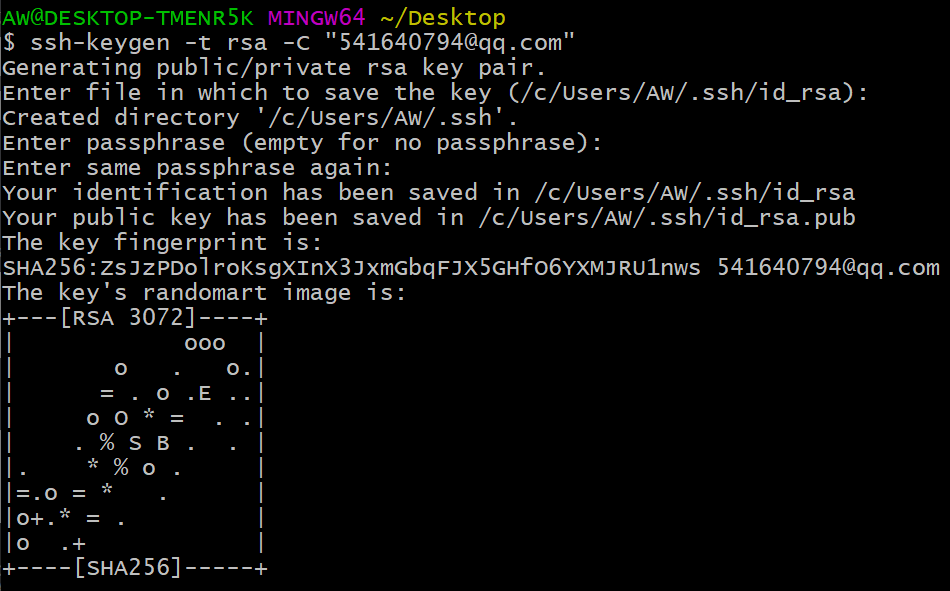 AW@DESKTOP-TMENR5K MINGW64 ~/Desktop
$ ssh-keygen -t rsa -C "541640794@qq.com"
Generating public/private rsa key pair.
Enter file in which to save the key (/c/Users/AW/.ssh/id_rsa):
Created directory '/c/Users/AW/.ssh'.
Enter passphrase (empty for no passphrase):
Enter same passphrase again:
Your identification has been saved in /c/Users/AW/.ssh/id_rsa
Your public key has been saved in /c/Users/AW/.ssh/id_rsa.pub
The key fingerprint is:
SHA256:ZsJzPDolroKsgXInX3JxmGbqFJX5GHfO6YXMJRU1nws 541640794@qq.com
The key's randomart image is:
+---[RSA 3072]----+
|            ooo  |
|       o   .   o.|
|      = . o .E ..|
|     o O * =  . .|
|    . % S B .  . |
|.    * % o .     |
|=.o = *   .      |
|o+.* = .         |
|o  .+            |
+----[SHA256]-----+